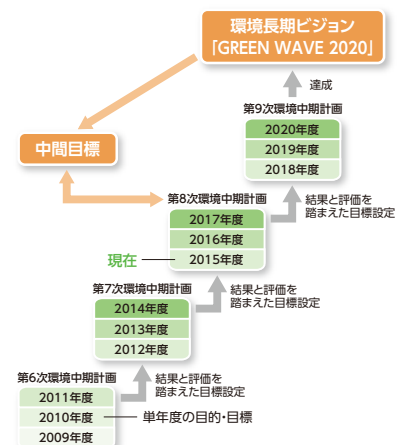 環境長期ビジョン
「GREEN WAVE 2020」
達成
第9次環境中期計画
2020年度
2019年度
2018年度
中間目標
結果と評価を
踏まえた目標設定
第8次環境中期計画
2017年度
2016年度
2015年度
現在
結果と評価を
踏まえた目標設定
第7次環境中期計画
2014年度
2013年度
2012年度
結果と評価を
踏まえた目標設定
第6次環境中期計画
2011年度
2010年度
2009年度
単年度の目的・目標